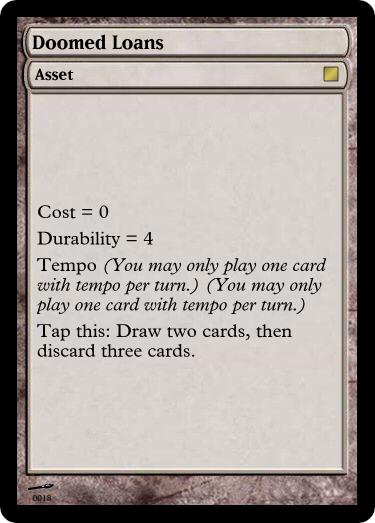 Doomed Loans
Asset
Cost = 0
Durability = 4
Tempo (You may only play one card
with tempo per turn.) (You may only
play one card with tempo per turn.)
Tap this: Draw two cards, then
discard three cards.
0018